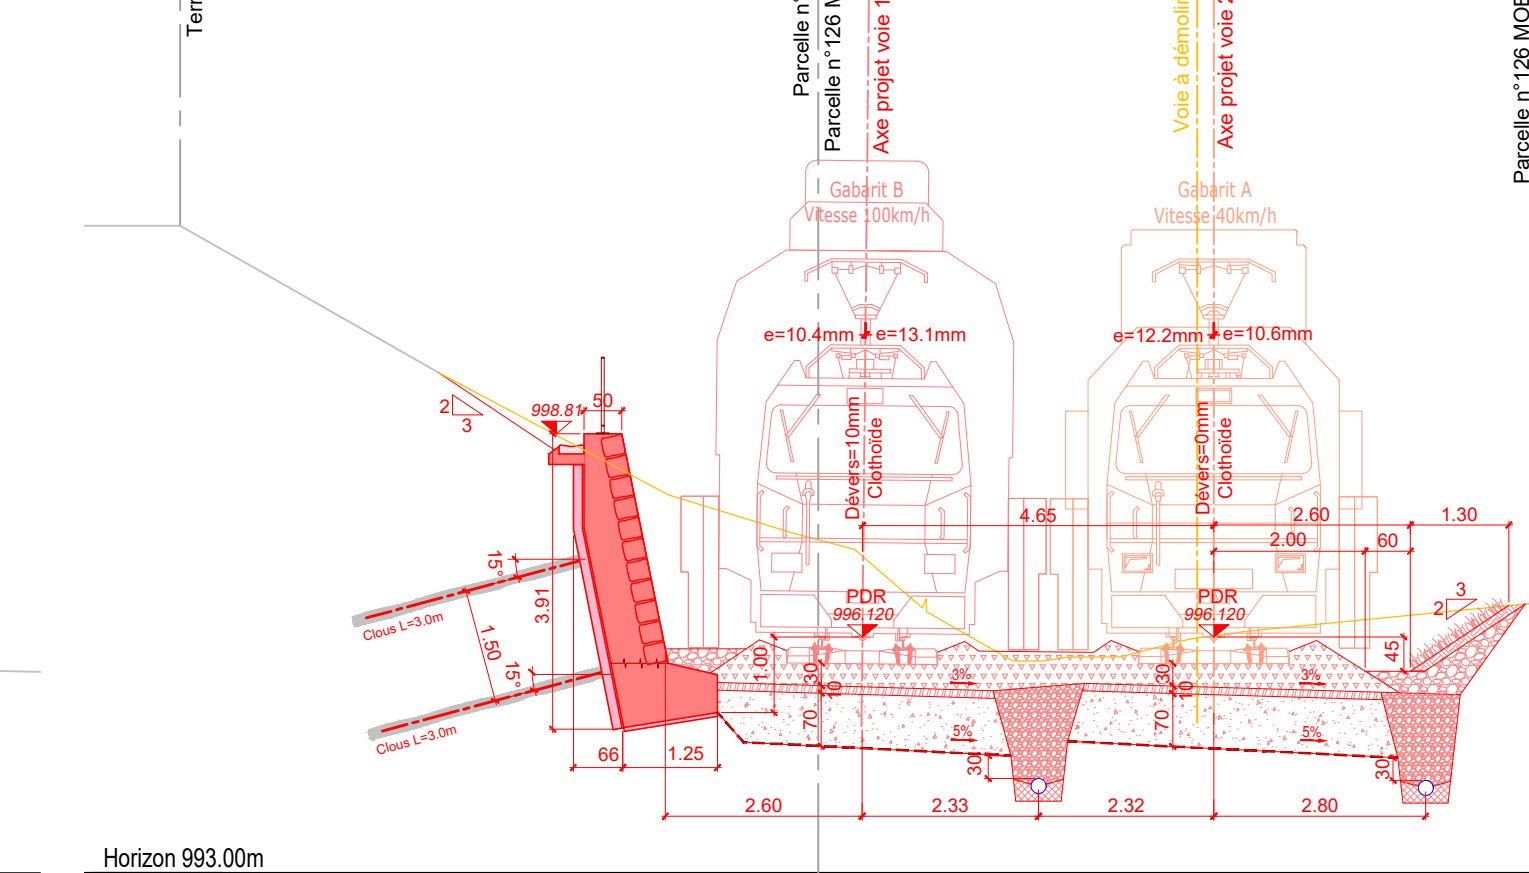 Terr
Parcelle n°
Parcelle n°126 M
Axe projet voie 1
Voie à démolir
Axe projet voie 2
Parcelle n°126 MOB
Gabarit B
Vitesse 100km/h
Gabarit A
Vitesse 40km/h
e=10.4mm
e=13.1mm
e=12.2mm
e=10.6mm
2
3
998.81
50
Dévers=10mm
Clothoïde
Dévers=0mm
Clothoïde
4.65
2.60
1.30
2.00
60
15°
3.91
Clous L=3.0m
1.50
15°
Clous L=3.0m
PDR
996.120
PDR
996.120
3
2
45
1.00
30
10
70
3%
5%
30
10
70
3%
5%
30
30
66
1.25
2.60
2.33
2.32
2.80
Horizon 993.00m